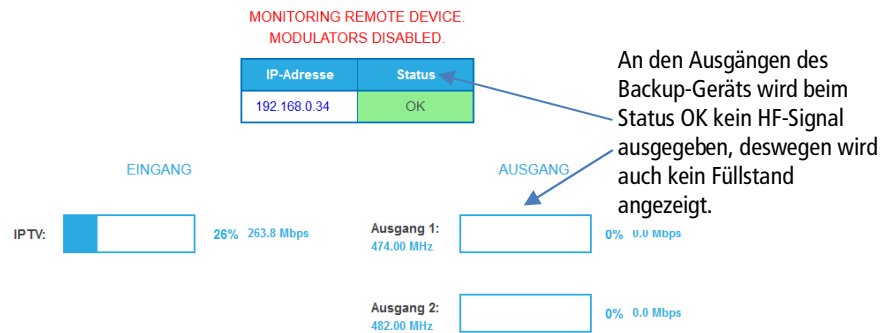 MONITORING REMOTE DEVICE.
MODULATORS DISABLED.
IP-Adresse Status
192.168.0.34 OK
An den Ausgängen des
Backup-Geräts wird beim
Status OK kein HF-Signal
ausgegeben, deswegen wird
auch kein Füllstand
angezeigt.
EINGANG
AUSGANG
IPTV: 26% 263.8 Mbps
Ausgang 1: 0% 0.0 Mbps
474.00 MHz
Ausgang 2: 0% 0.0 Mbps
482.00 MHz